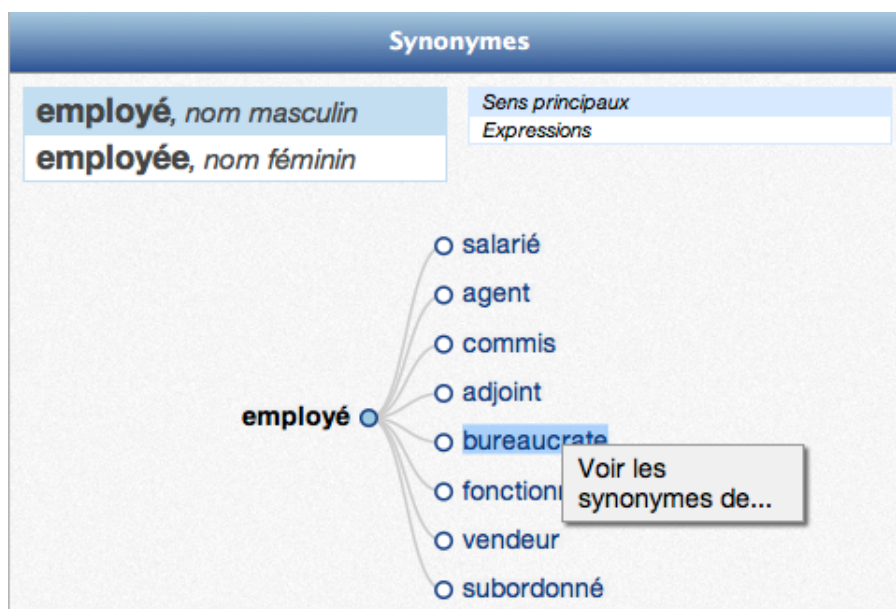 Synonymes
employé, nom masculin
employée, nom féminin
Sens principaux
Expressions
salarié
agent
commis
adjoint
employé
bureaucrate
Voir les
synonymes de...
vendeur
subordonné